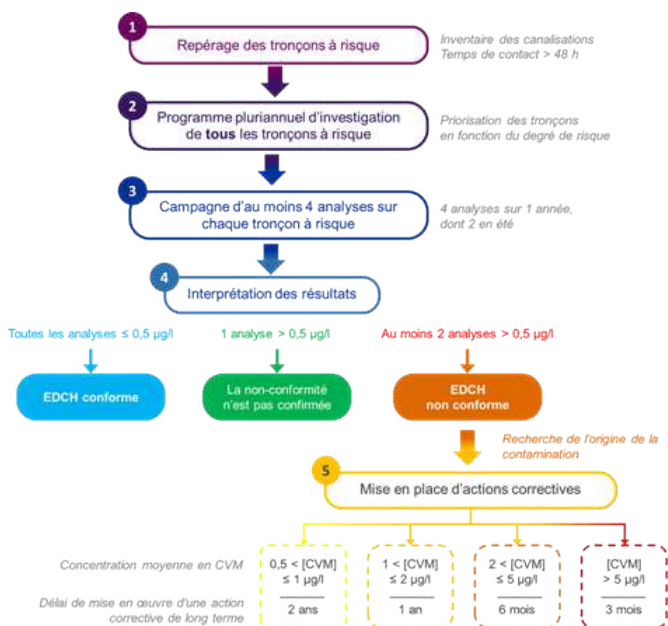 1
Repérage des tronçons à risque
Inventaire des canalisations
Temps de contact > 48 h
2
Programme pluriannuel d'investigation
de tous les tronçons à risque
Priorisation des tronçons
en fonction du degré de risque
3
Campagne d'au moins 4 analyses sur
chaque tronçon à risque
4 analyses sur 1 année,
dont 2 en été
4
Interprétation des résultats
Toutes les analyses ≤ 0,5 µg/l
1 analyse > 0,5 µg/l
Au moins 2 analyses > 0,5 µg/l
EDCH conforme
La non-conformité
n'est pas confirmée
EDCH
non conforme
Recherche de l'origine de la
contamination
5
Mise en place d'actions correctives
Concentration moyenne en CVM
0,5 < [CVM]
≤ 1 µg/l
1 < [CVM]
≤ 2 µg/l
2 < [CVM]
≤ 5 µg/l
[CVM]
> 5 µg/l
Délai de mise en œuvre d'une action
corrective de long terme
2 ans
1 an
6 mois
3 mois